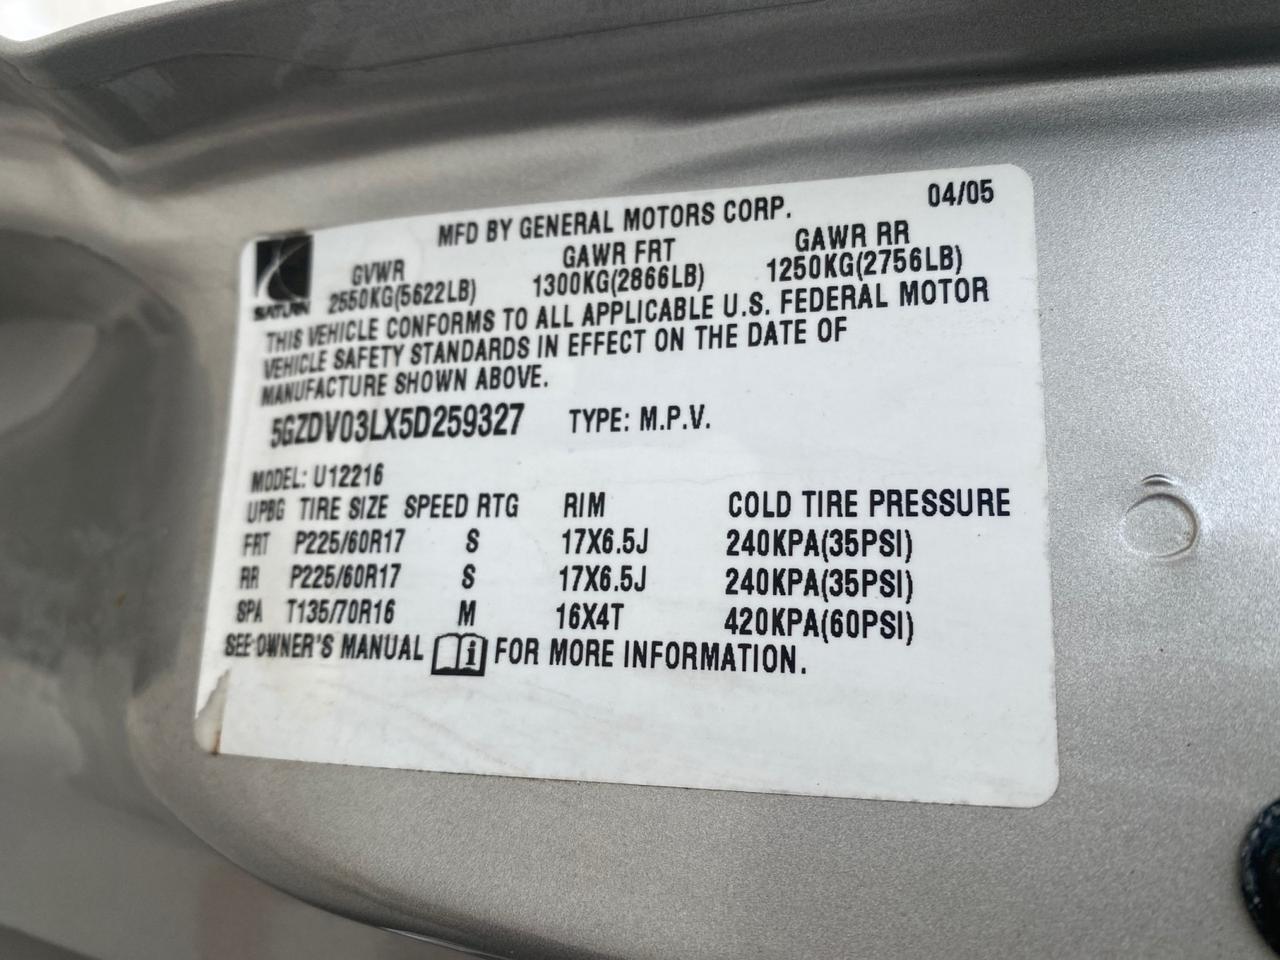 MFD BY GENERAL MOTORS CORP. 04/05
SATURN
GVWR GAWR FRT GAWR RR
2550KG(5622LB) 1300KG(2866LB) 1250KG(2756LB)
THIS VEHICLE CONFORMS TO ALL APPLICABLE U.S. FEDERAL MOTOR
VEHICLE SAFETY STANDARDS IN EFFECT ON THE DATE OF
MANUFACTURE SHOWN ABOVE.
5GZDV03LX5D259327 TYPE: M.P.V.
MODEL: U12216
UPBG TIRE SIZE SPEED RTG RIM COLD TIRE PRESSURE
FRT P225/60R17 S 17X6.5J 240KPA(35PSI)
RR P225/60R17 S 17X6.5J 240KPA(35PSI)
SPA T135/70R16 M 16X4T 420KPA(60PSI)
SEE OWNER'S MANUAL i FOR MORE INFORMATION.